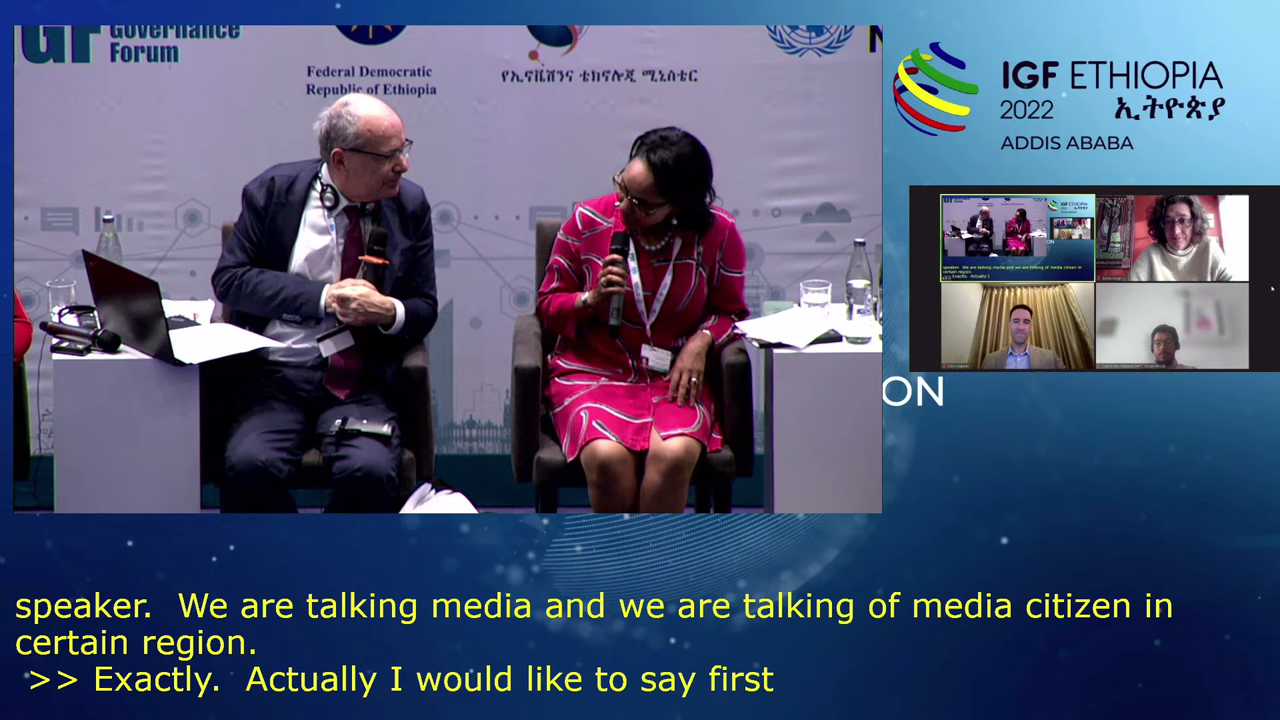 IGF
Governance
Forum
Federal Democratic
Republic of Ethiopia
የኢኖቬሽንና ቴክኖሎጂ ሚኒስቴር
IGF ETHIOPIA
2022 ኢትዮጵያ
ADDIS ABABA
ON
speaker. We are talking media and we are talking of media citizen in
certain region.
>> Exactly. Actually I would like to say first